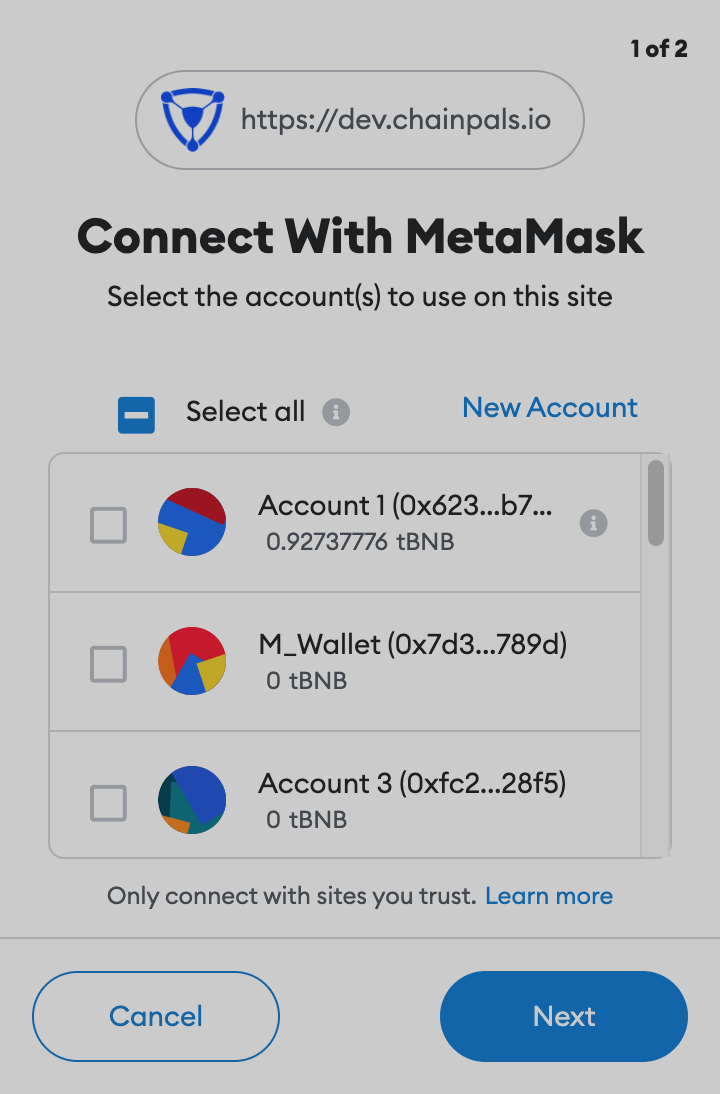 1 of 2
https://dev.chainpals.io
Connect With MetaMask
Select the account(s) to use on this site
Select all
New Account
Account 1 (0x623...b7...
0.92737776 tBNB
M_Wallet (0x7d3...789d)
0 tBNB
Account 3 (0xfc2...28f5)
0 tBNB
Only connect with sites you trust. Learn more
Cancel
Next